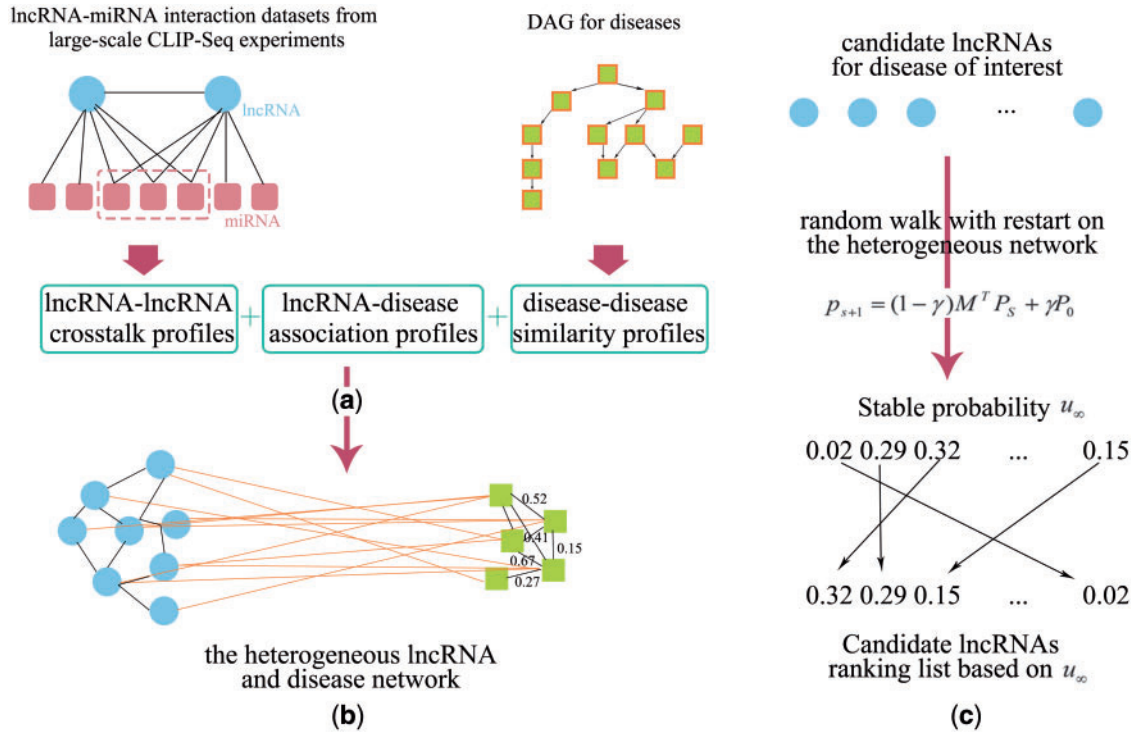 lncRNA-miRNA interaction datasets from
large-scale CLIP-Seq experiments
lncRNA
miRNA
DAG for diseases
lncRNA-lncRNA
crosstalk profiles
+
lncRNA-disease
association profiles
+
disease-disease
similarity profiles
(a)
0.52
0.41
0.15
0.67
0.27
the heterogeneous lncRNA
and disease network
(b)
candidate lncRNAs
for disease of interest
...
random walk with restart on
the heterogeneous network
p_{s+1} = (1 − γ)M^T P_S + γP_0
Stable probability u_∞
0.02 0.29 0.32 ... 0.15
0.32 0.29 0.15 ... 0.02
Candidate lncRNAs
ranking list based on u_∞
(c)